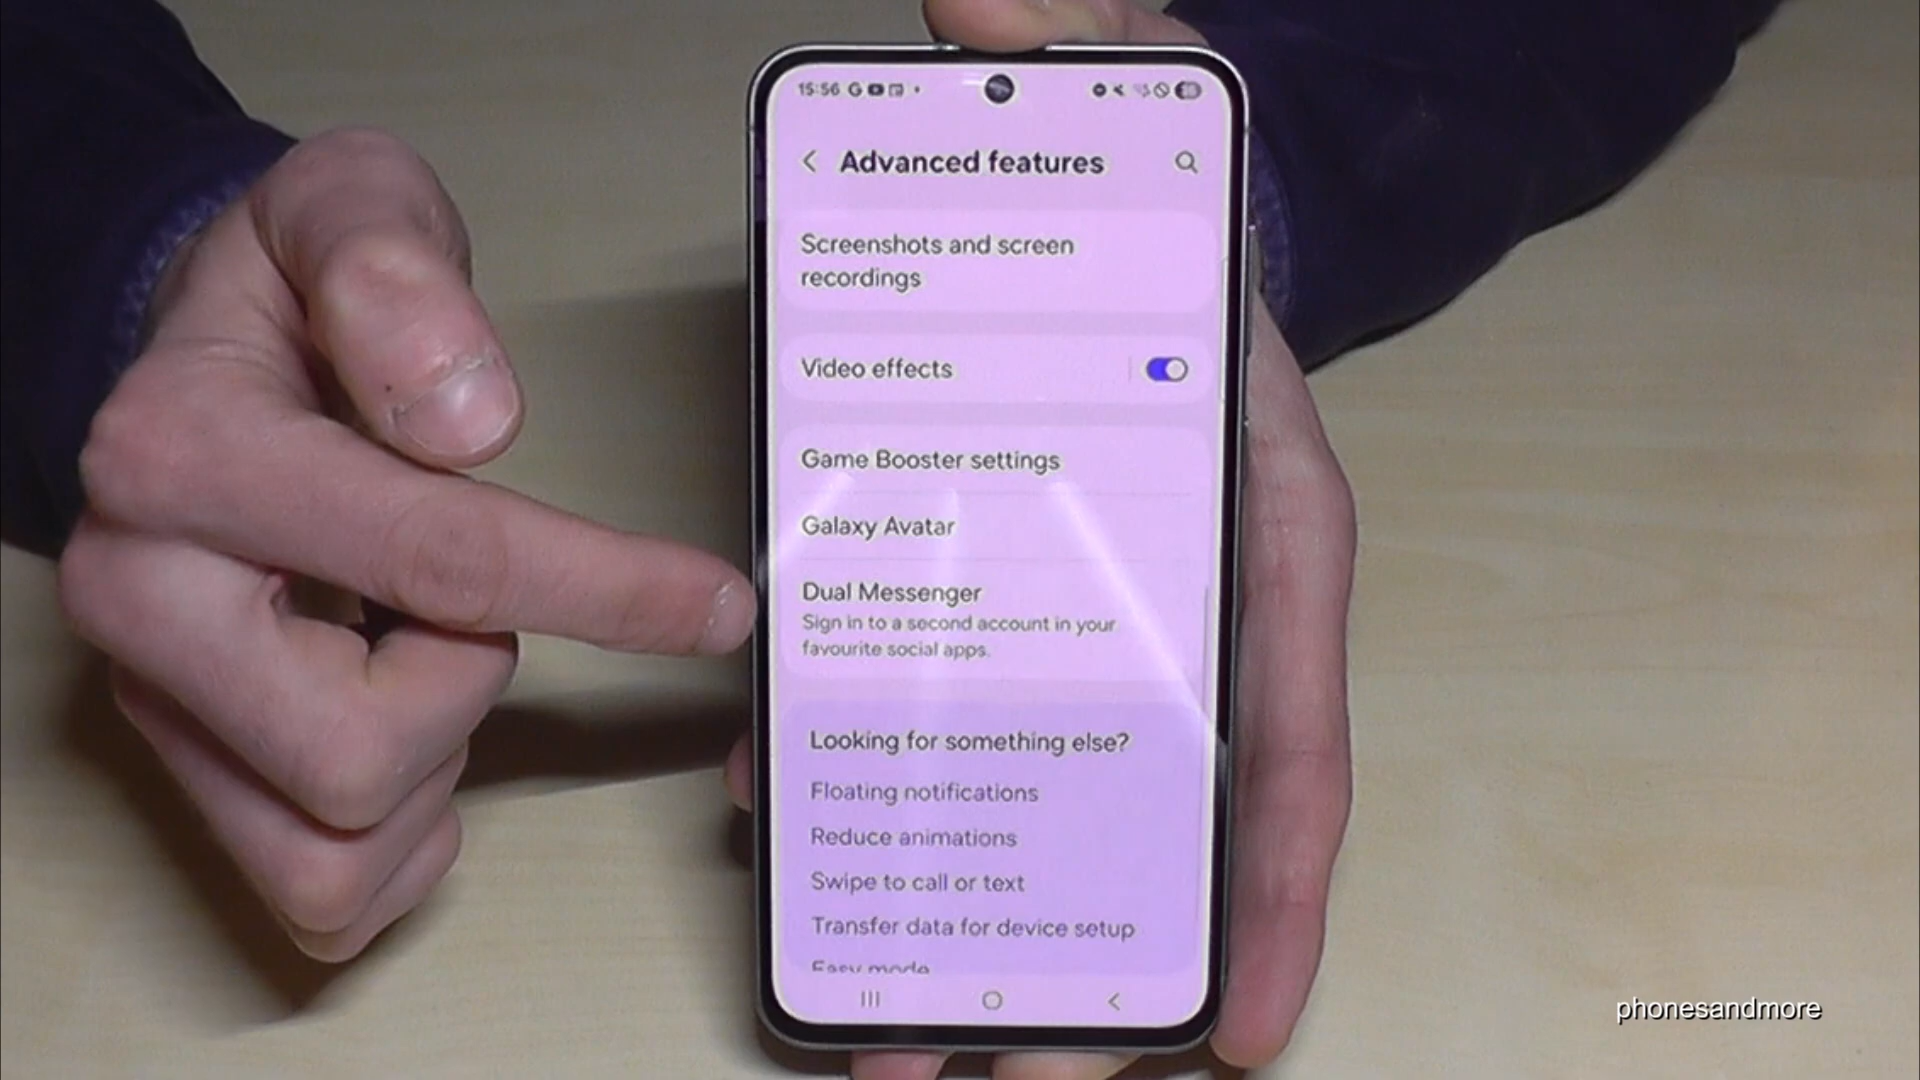 15:56
Advanced features
Screenshots and screen
recordings
Video effects
Game Booster settings
Galaxy Avatar
Dual Messenger
Sign in to a second account in your
favourite social apps.
Looking for something else?
Floating notifications
Reduce animations
Swipe to call or text
Transfer data for device setup
Easy mode
phonesandmore